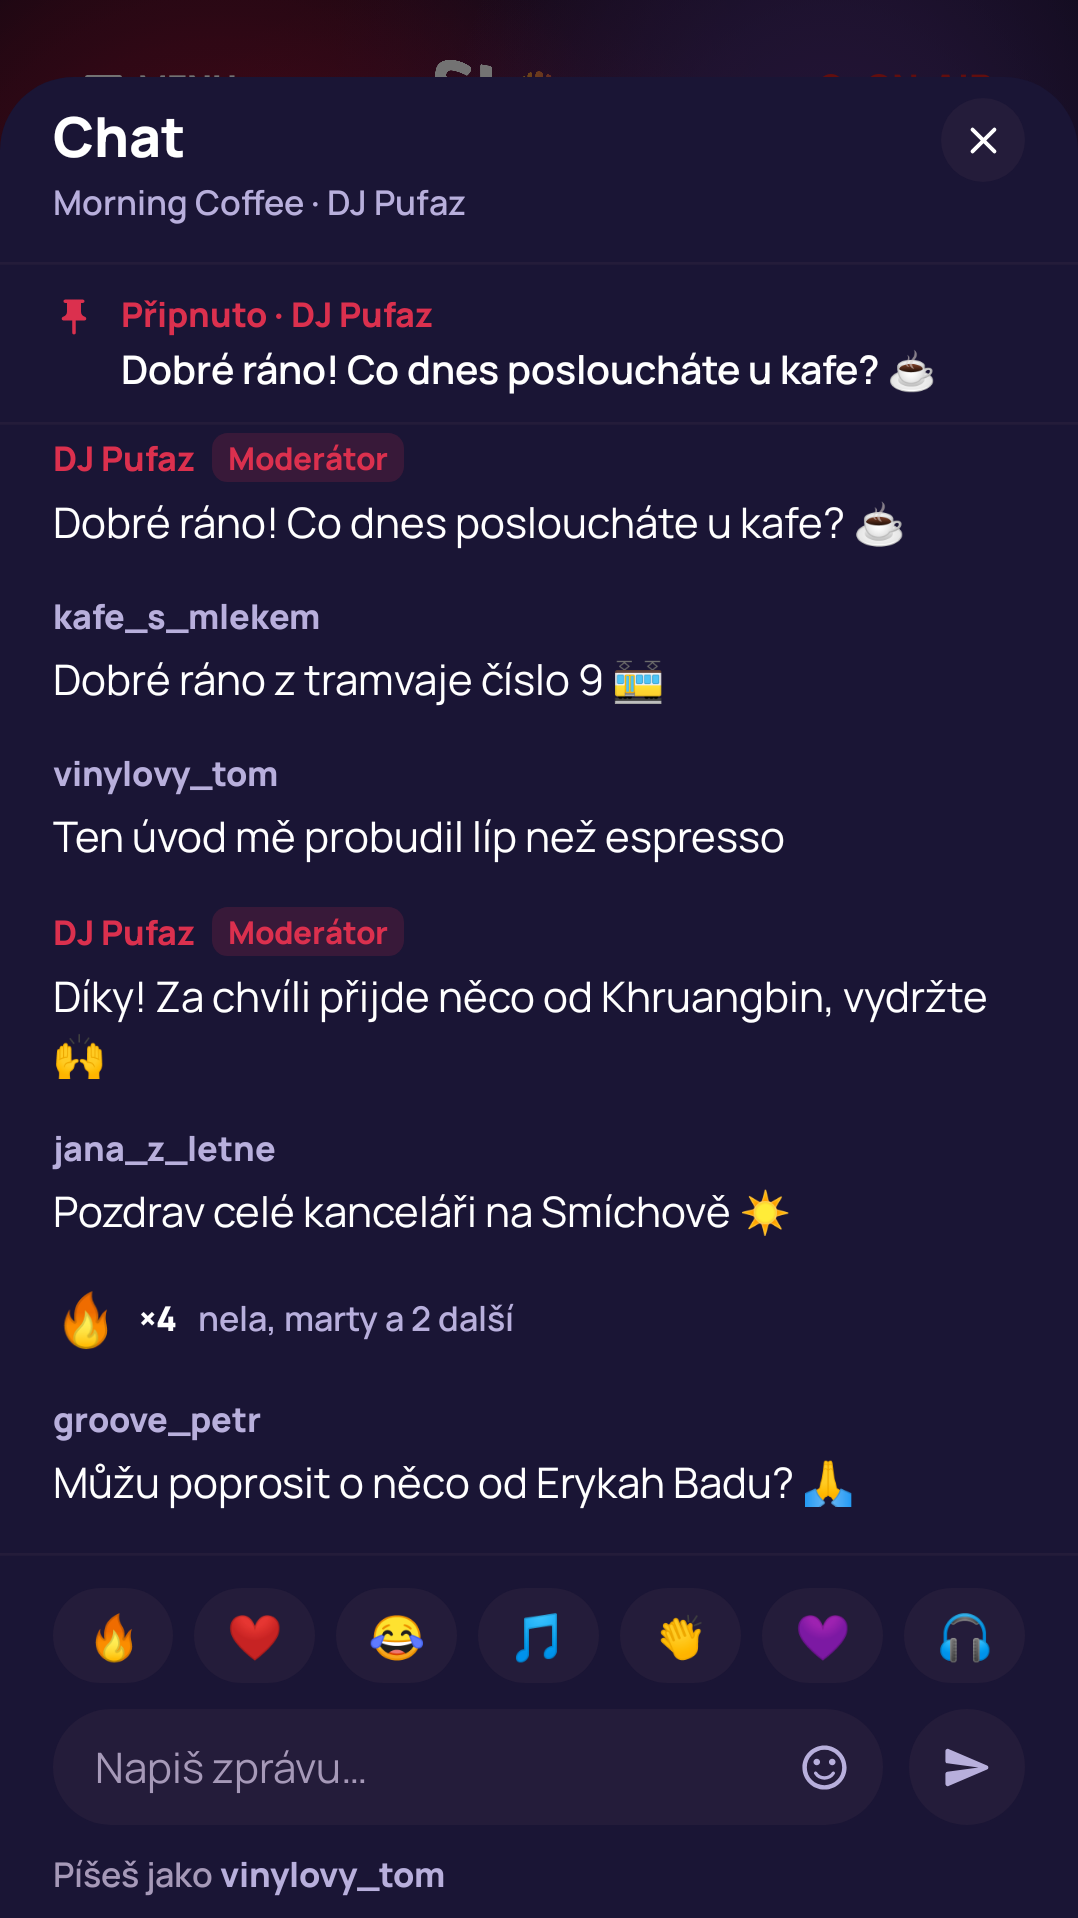 Chat
Morning Coffee · DJ Pufaz
Připnuto · DJ Pufaz
Dobré ráno! Co dnes posloucháte u kafe? ☕
DJ Pufaz Moderátor
Dobré ráno! Co dnes posloucháte u kafe? ☕
kafe_s_mlekem
Dobré ráno z tramvaje číslo 9 🚋
vinylovy_tom
Ten úvod mě probudil líp než espresso
DJ Pufaz Moderátor
Díky! Za chvíli přijde něco od Khruangbin, vydržte
🙌
jana_z_letne
Pozdrav celé kanceláři na Smíchově ☀️
🔥 ×4 nela, marty a 2 další
groove_petr
Můžu poprosit o něco od Erykah Badu? 🙏
🔥 ❤️ 😂 🎵 👏 💜 🎧
Napiš zprávu...
Píšeš jako vinylovy_tom